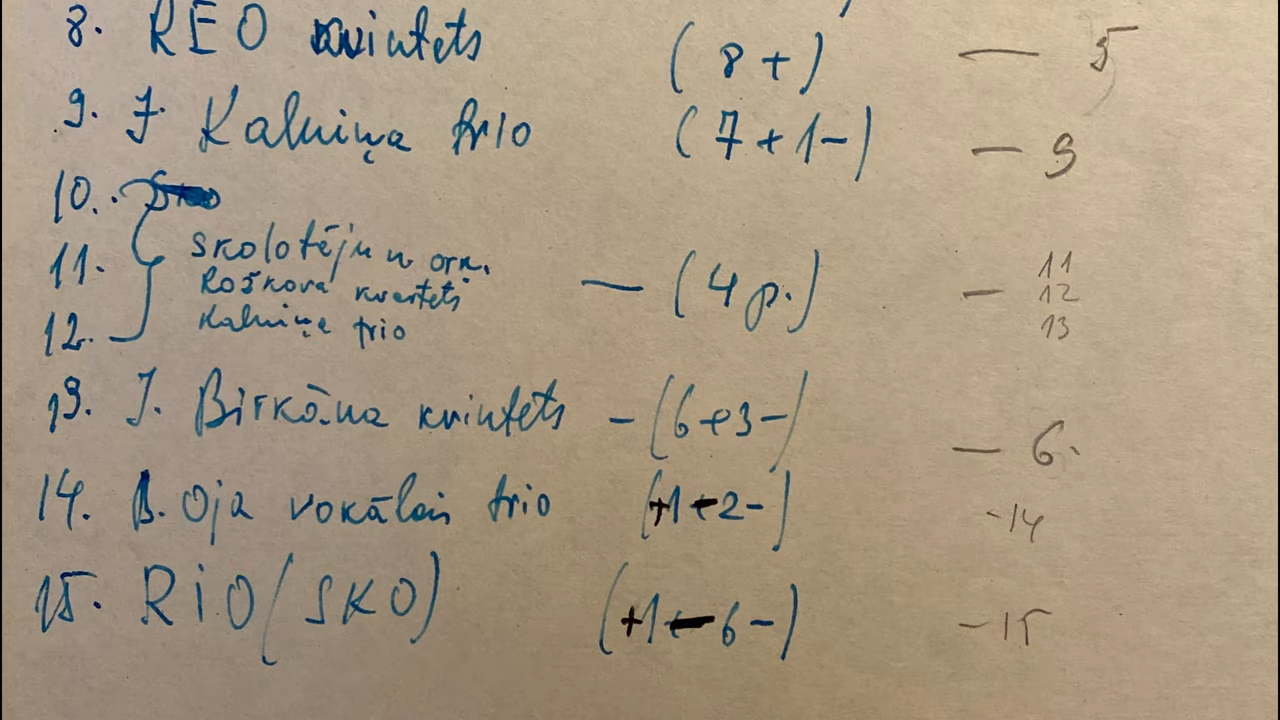 8. REO kvintets (8+) — 5
9. J. Kalniņa trio (7+1-) — 9
10.
11. skolotāju ork. 11
Roškova kvartets — (4 p.) — 12
12. Kalniņa trio 13
13. J. Birkāna kvintets - (6+3-) — 6.
14. B. Oja vokālais trio (+1-2-) -14
15. RIO (SKO) (+1-6-) -15